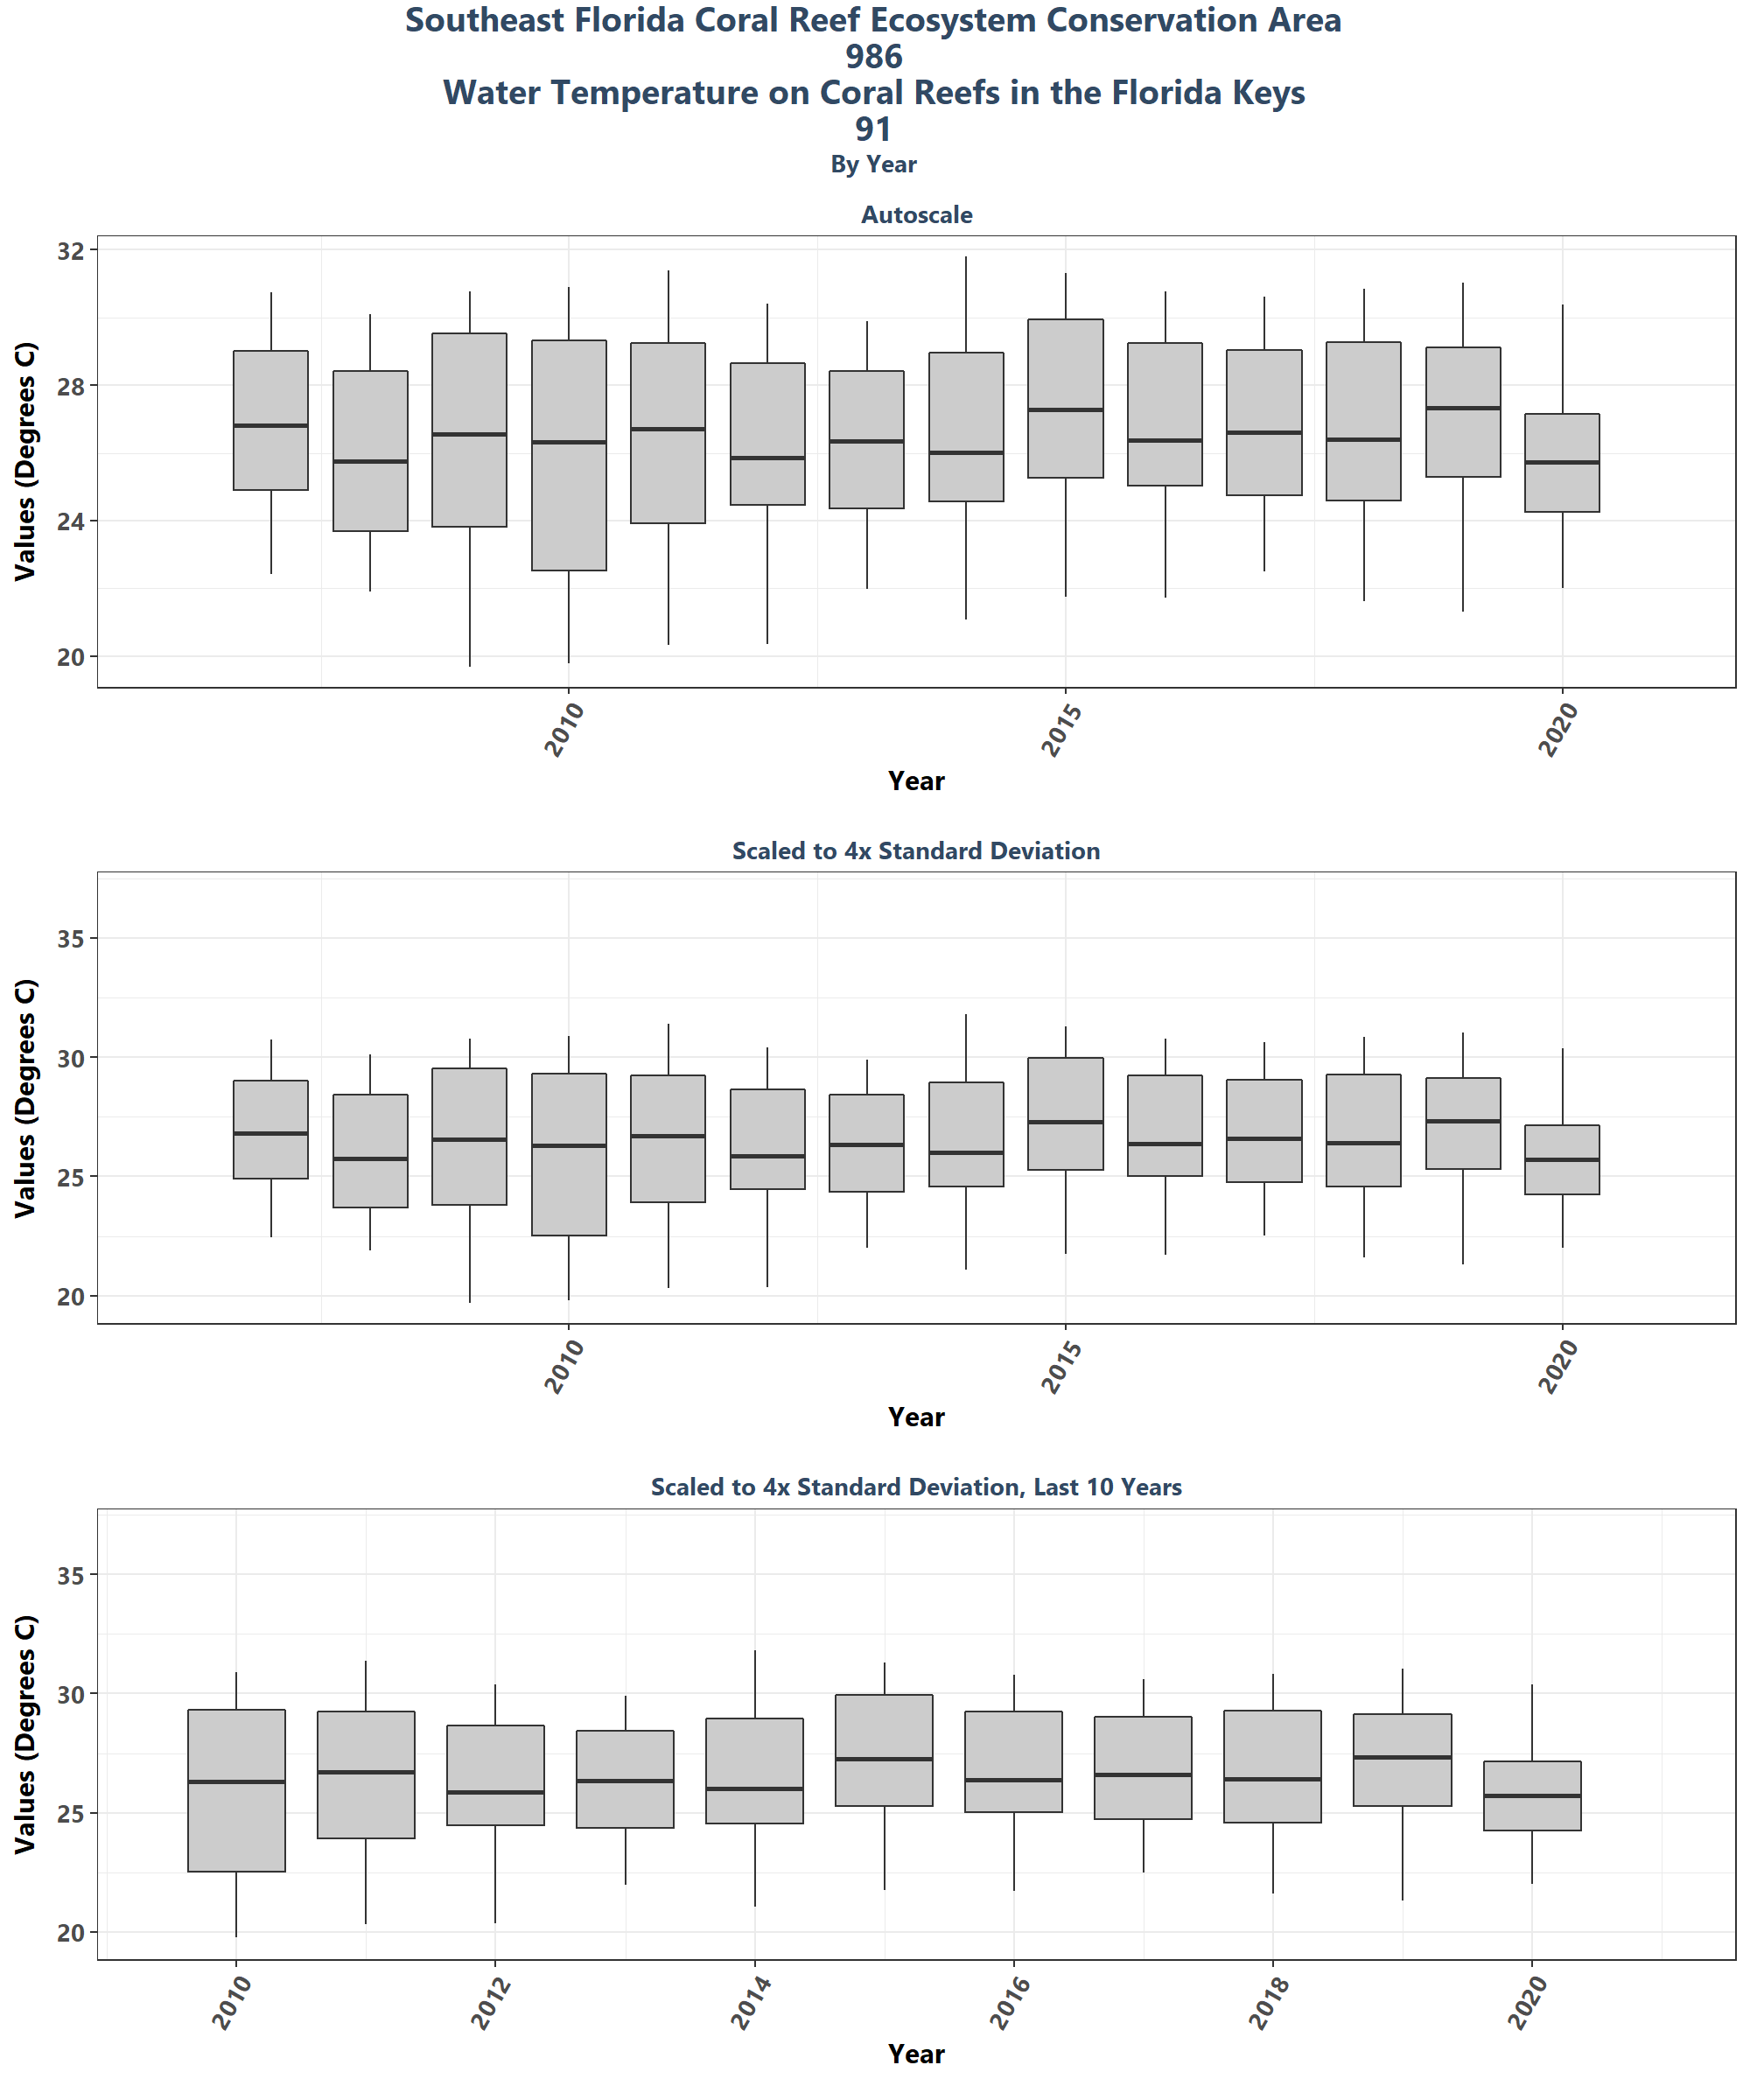 Southeast Florida Coral Reef Ecosystem Conservation Area
986
Water Temperature on Coral Reefs in the Florida Keys
91
By Year
Autoscale
Values (Degrees C)
32
28
24
20
2010
2015
2020
Year
Scaled to 4x Standard Deviation
Values (Degrees C)
35
30
25
20
2010
2015
2020
Year
Scaled to 4x Standard Deviation, Last 10 Years
Values (Degrees C)
35
30
25
20
2010
2012
2014
2016
2018
2020
Year